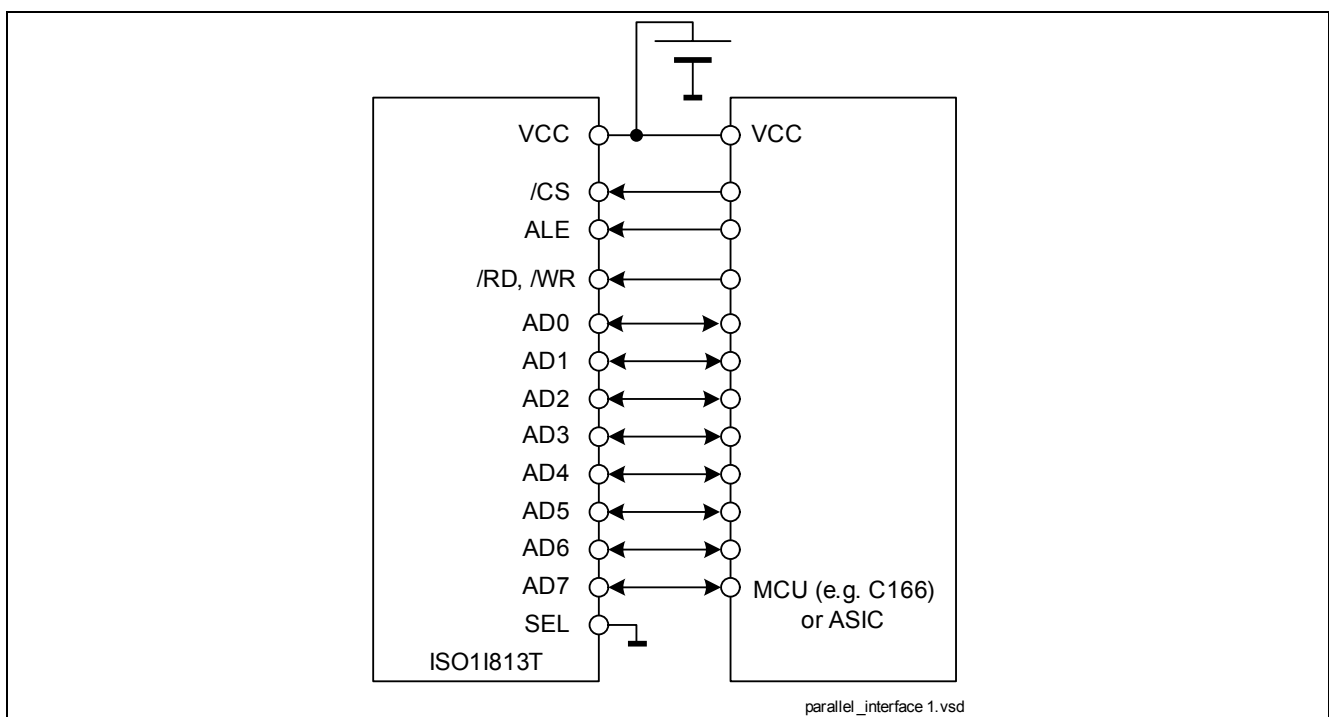 VCC
VCC
/CS
ALE
/RD, /WR
AD0
AD1
AD2
AD3
AD4
AD5
AD6
AD7
MCU (e.g. C166)
or ASIC
SEL
ISO1I813T
parallel_interface 1.vsd